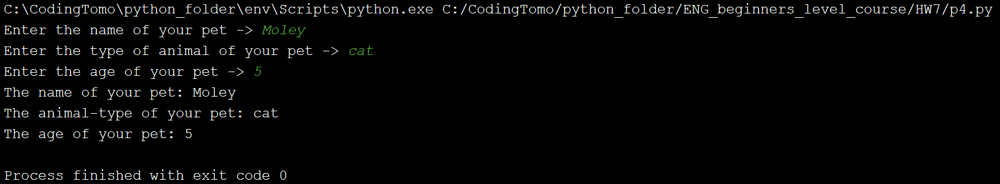 C:\CodingTomo\python_folder\env\Scripts\python.exe C:/CodingTomo/python_folder/ENG_beginners_level_course/HW7/p4.py
Enter the name of your pet -> Moley
Enter the type of animal of your pet -> cat
Enter the age of your pet -> 5
The name of your pet: Moley
The animal-type of your pet: cat
The age of your pet: 5
Process finished with exit code 0